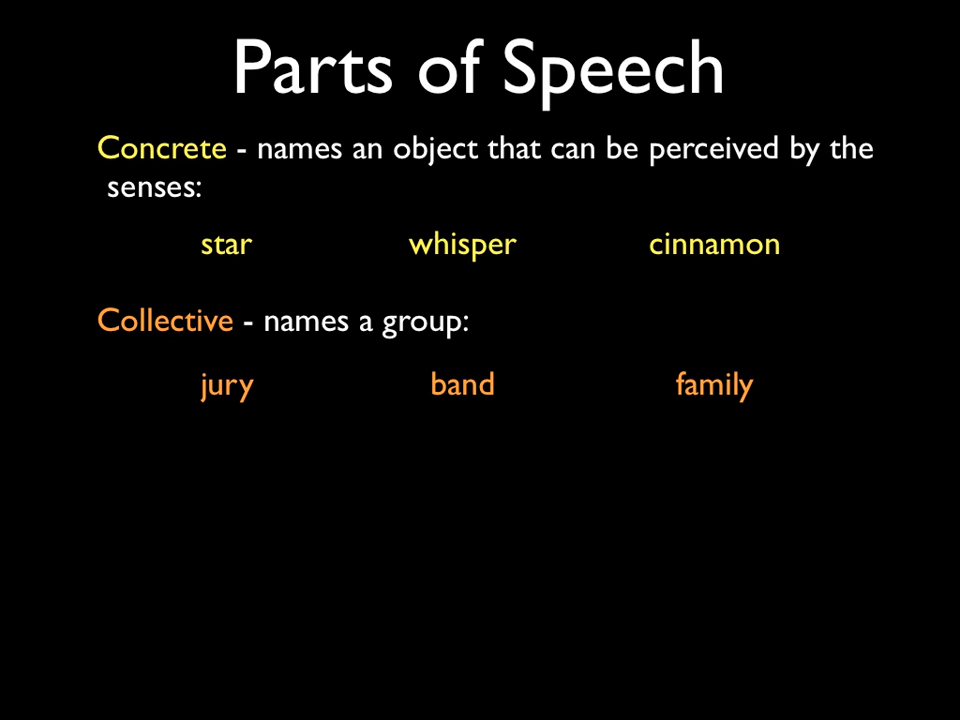 Parts of Speech
Concrete - names an object that can be perceived by the
senses:
star whisper cinnamon
Collective - names a group:
jury band family